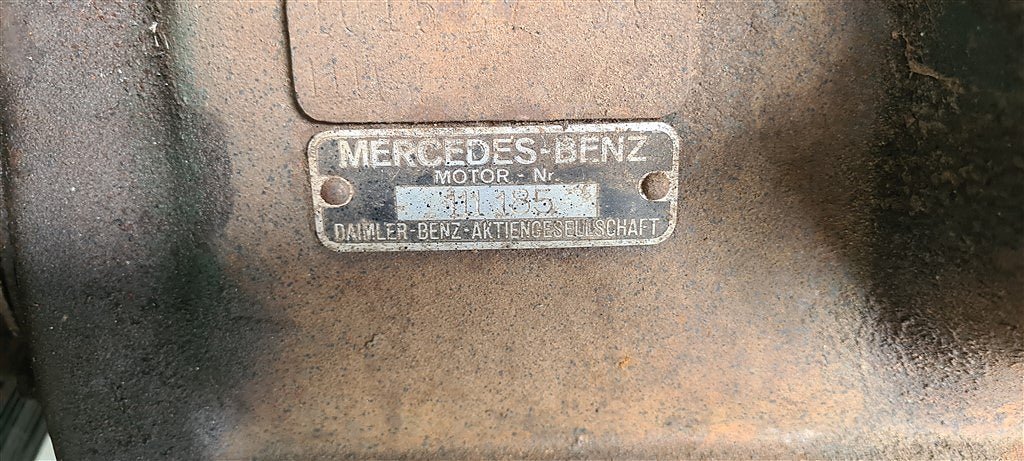 MERCEDES-BENZ
MOTOR - Nr.
111 185
DAIMLER-BENZ-AKTIENGESELLSCHAFT